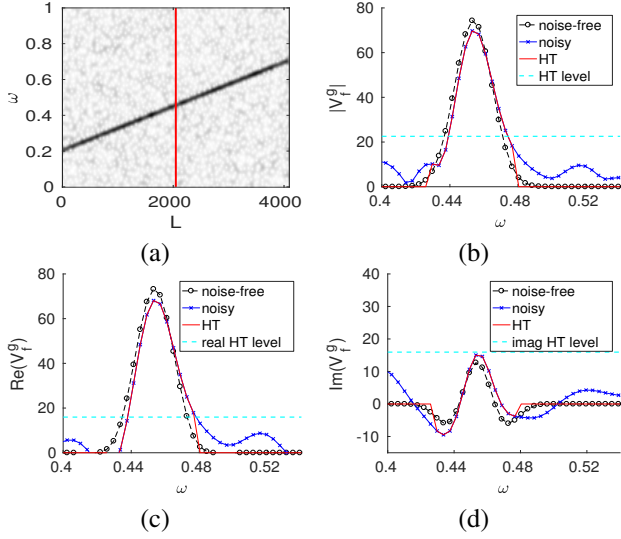 1
0.8
0.6
0.4
0.2
0
ω
0 2000 4000
L
(a)
80
60
40
20
0
|V_f^g|
noise-free
noisy
HT
HT level
0.4 0.44 0.48 0.52
ω
(b)
80
60
40
20
0
Re(V_f^g)
noise-free
noisy
HT
real HT level
0.4 0.44 0.48 0.52
ω
(c)
40
30
20
10
0
-10
Im(V_f^g)
noise-free
noisy
HT
imag HT level
0.4 0.44 0.48 0.52
ω
(d)